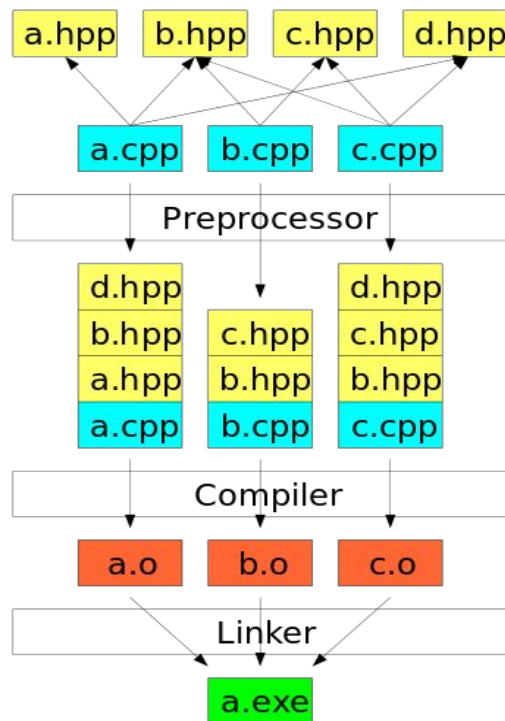 a.hpp b.hpp c.hpp d.hpp
a.cpp b.cpp c.cpp
Preprocessor
d.hpp d.hpp
b.hpp c.hpp c.hpp
a.hpp b.hpp b.hpp
a.cpp b.cpp c.cpp
Compiler
a.o b.o c.o
Linker
a.exe